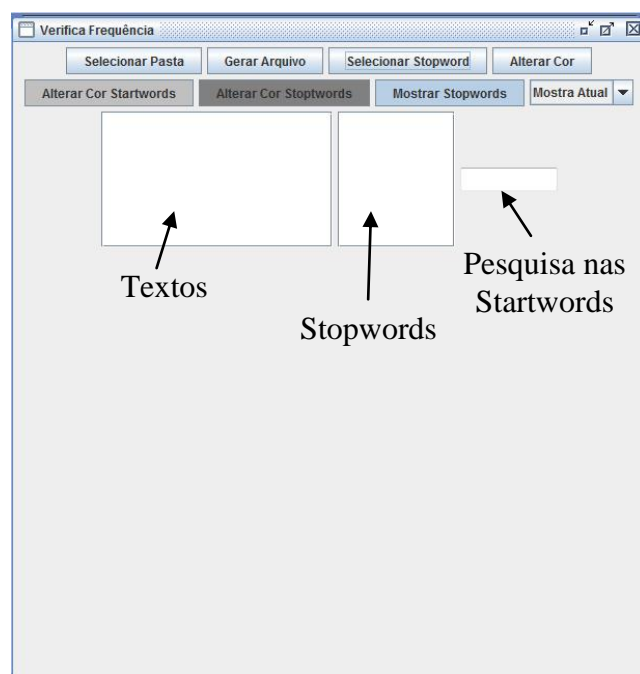 Verifica Frequência
Selecionar Pasta Gerar Arquivo Selecionar Stopword Alterar Cor
Alterar Cor Startwords Alterar Cor Stoptwords Mostrar Stopwords Mostra Atual
Textos
Stopwords
Pesquisa nas
Startwords